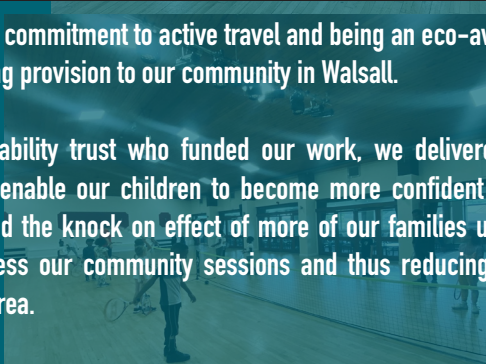 commitment to active travel and being an eco-av
g provision to our community in Walsall.
ability trust who funded our work, we deliver
enable our children to become more confident
d the knock on effect of more of our families u
ess our community sessions and thus reducing
rea.